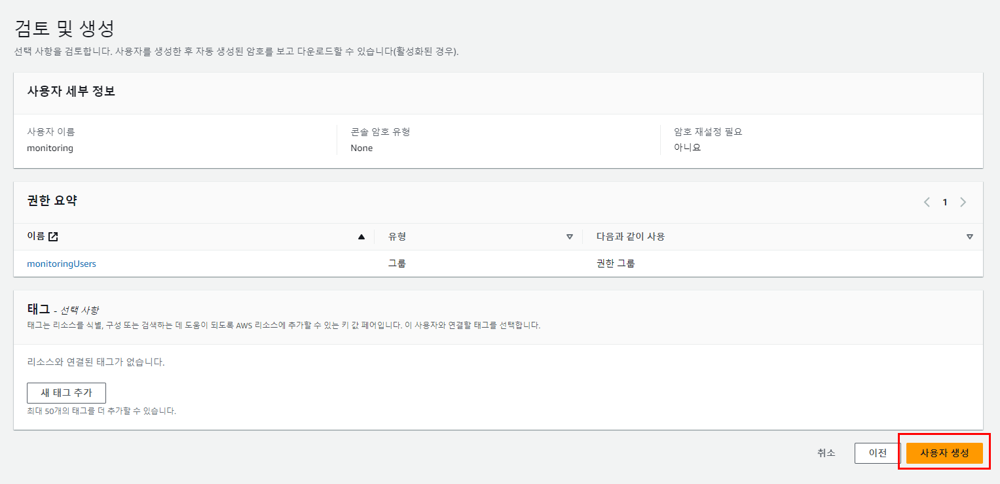 검토 및 생성
선택 사항을 검토합니다. 사용자를 생성한 후 자동 생성된 암호를 보고 다운로드할 수 있습니다(활성화된 경우).
사용자 세부 정보
사용자 이름 콘솔 암호 유형 암호 재설정 필요
monitoring None 아니요
권한 요약 1
이름 유형 다음과 같이 사용
monitoringUsers 그룹 권한 그룹
태그 - 선택 사항
태그는 리소스를 식별, 구성 또는 검색하는 데 도움이 되도록 AWS 리소스에 추가할 수 있는 키 값 페어입니다. 이 사용자와 연결할 태그를 선택합니다.
리소스와 연결된 태그가 없습니다.
새 태그 추가
최대 50개의 태그를 더 추가할 수 있습니다.
취소 이전 사용자 생성